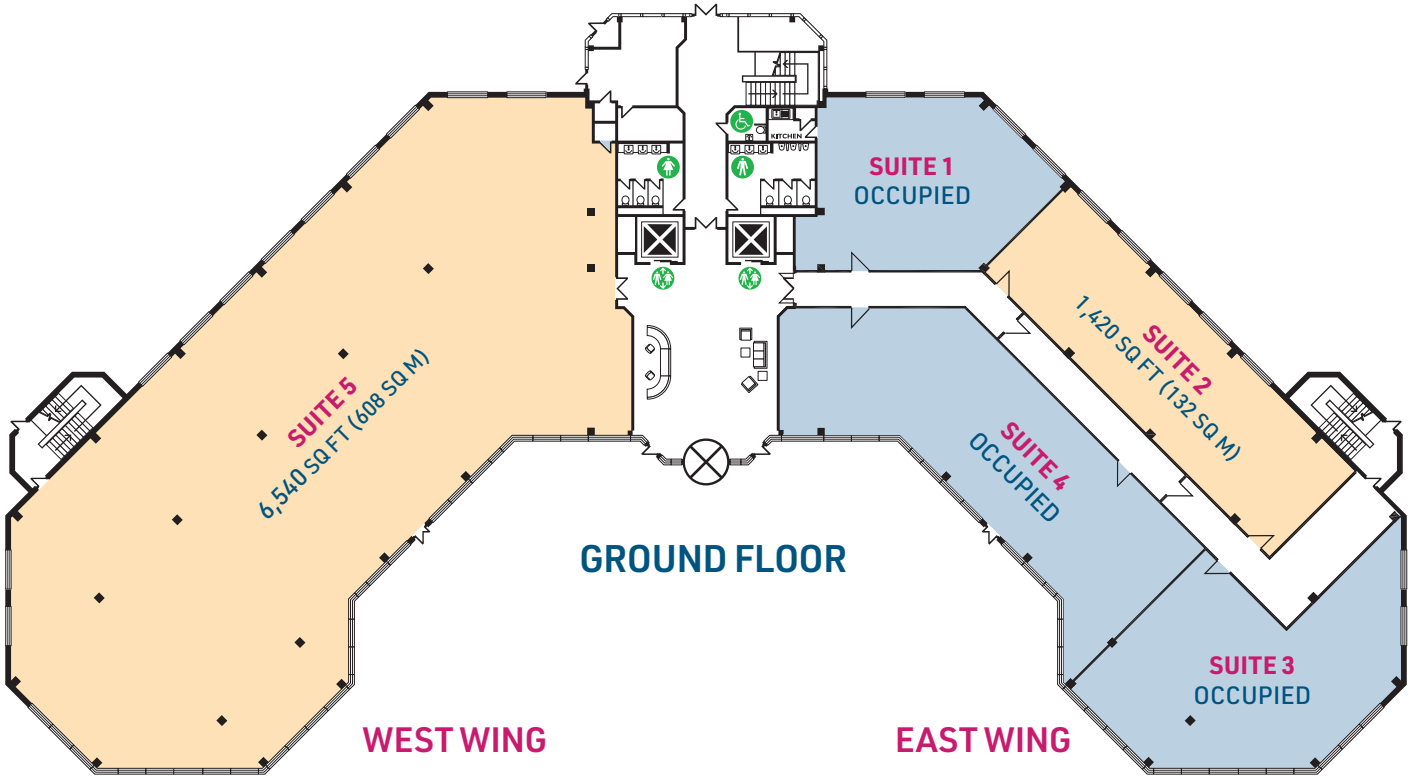 KITCHEN
SUITE 1
OCCUPIED
SUITE 2
1,420 SQ FT (132 SQ M)
SUITE 5
6,540 SQ FT (608 SQ M)
SUITE 4
OCCUPIED
GROUND FLOOR
SUITE 3
OCCUPIED
WEST WING
EAST WING